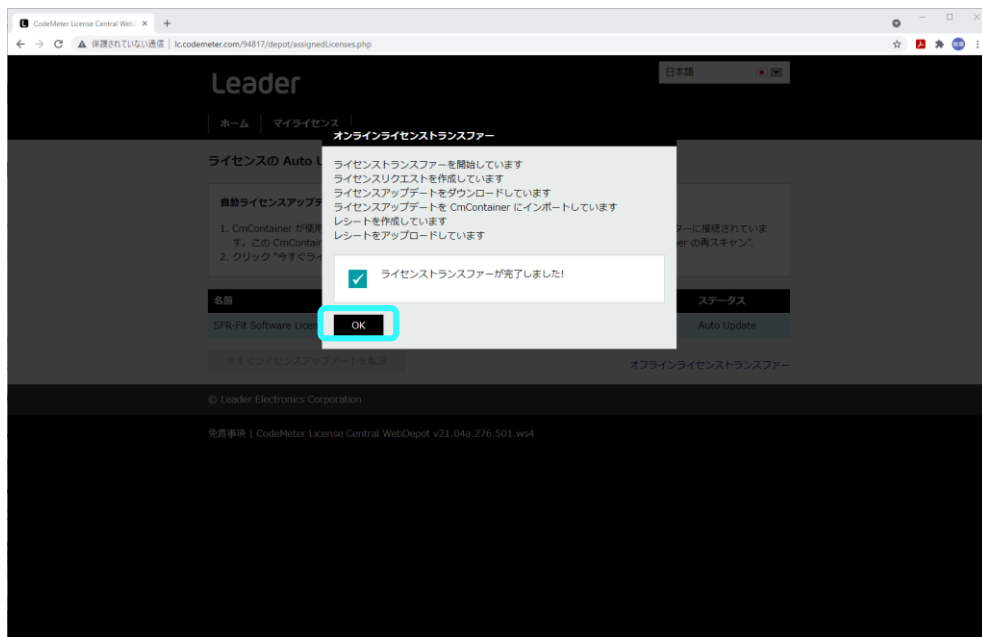 CodeMeter License Central Web
保護されていない通信 | lc.codemeter.com/94817/depot/assignedLicenses.php
Leader
日本語
ホーム
マイライセンス
オンラインライセンストランスファー
ライセンスの Auto U
ライセンストランスファーを開始しています
ライセンスリクエストを作成しています
ライセンスアップデートをダウンロードしています
ライセンスアップデートを CmContainer にインポートしています
レシートを作成しています
レシートをアップロードしています
自動ライセンスアップデ
1. CmContainer が使用
ターに接続されていま
す。この CmContain
er の再スキャン".
2. クリック "今すぐライ
ライセンストランスファーが完了しました!
名前
ステータス
SFR-Fit Software Licen
OK
Auto Update
今すぐライセンスアップデートを転送
オフラインライセンストランスファー
© Leader Electronics Corporation
免責事項 | CodeMeter License Central WebDepot v21.04a.276.501.ws4